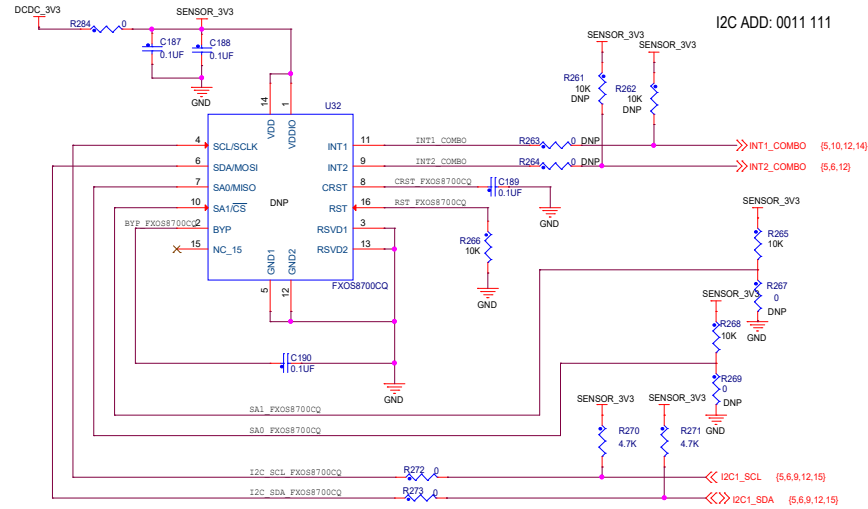 DCDC_3V3
R284
0
SENSOR_3V3
I2C ADD: 0011 111
C187
0.1UF
C188
0.1UF
GND
SENSOR_3V3
SENSOR_3V3
R261
10K
DNP
R262
10K
DNP
U32
14
1
VDD
VDDIO
4
SCL/SCLK
INT1
11
INT1_COMBO
R263
0
DNP
INT1_COMBO {5,10,12,14}
6
SDA/MOSI
INT2
9
INT2_COMBO
R264
0
DNP
INT2_COMBO {5,6,12}
7
SA0/MISO
CRST
8
CRST_FXOS8700CQ
C189
0.1UF
GND
10
SA1/CS
DNP
RST
16
RST_FXOS8700CQ
BYP_FXOS8700CQ
2
BYP
RSVD1
3
15
NC_15
RSVD2
13
R266
10K
GND
GND1
GND2
5
12
FXOS8700CQ
SENSOR_3V3
R265
10K
R267
0
DNP
GND
SENSOR_3V3
R268
10K
R269
0
DNP
GND
C190
0.1UF
GND
SA1_FXOS8700CQ
SA0_FXOS8700CQ
SENSOR_3V3
SENSOR_3V3
R270
4.7K
R271
4.7K
I2C_SCL_FXOS8700CQ
R272
0
I2C1_SCL {5,6,9,12,15}
I2C_SDA_FXOS8700CQ
R273
0
I2C1_SDA {5,6,9,12,15}